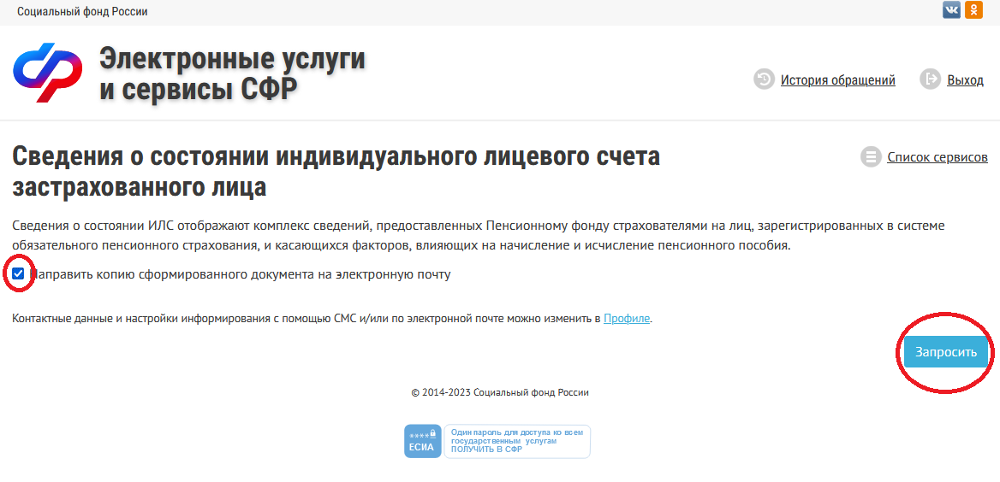 Социальный фонд России
Электронные услуги
и сервисы СФР
История обращений
Выход
Сведения о состоянии индивидуального лицевого счета
застрахованного лица
Список сервисов
Сведения о состоянии ИЛС отображают комплекс сведений, предоставленных Пенсионному фонду страхователями на лиц, зарегистрированных в системе
обязательного пенсионного страхования, и касающихся факторов, влияющих на начисление и исчисление пенсионного пособия.
Направить копию сформированного документа на электронную почту
Контактные данные и настройки информирования с помощью СМС и/или по электронной почте можно изменить в Профиле.
Запросить
© 2014-2023 Социальный фонд России
****
ЕСИА
Один пароль для доступа ко всем
государственным услугам
ПОЛУЧИТЬ В СФР